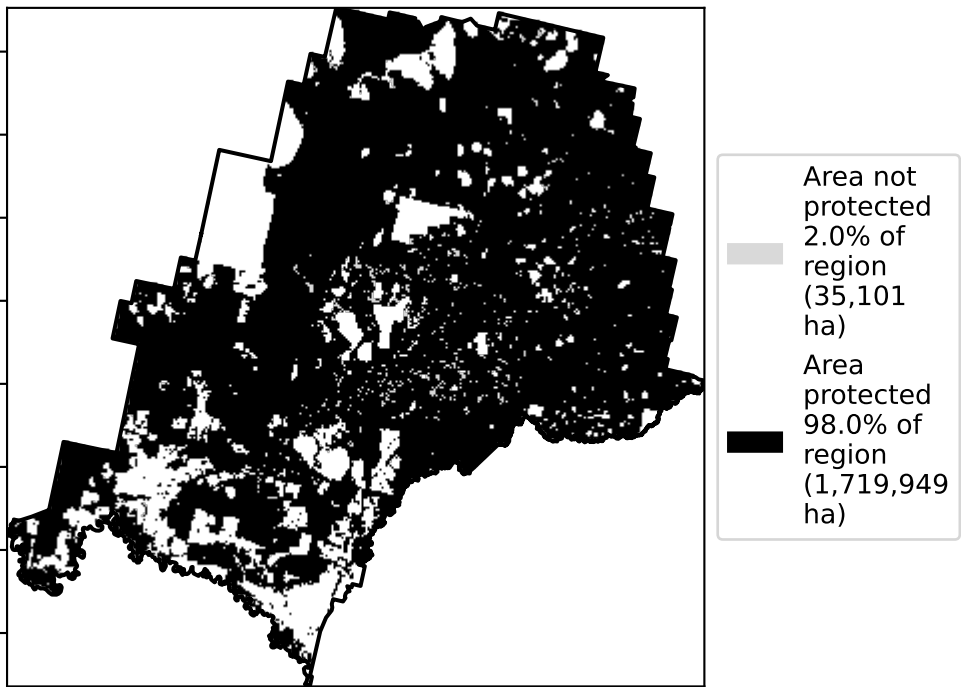 Area not
protected
2.0% of
region
(35,101
ha)
Area
protected
98.0% of
region
(1,719,949
ha)